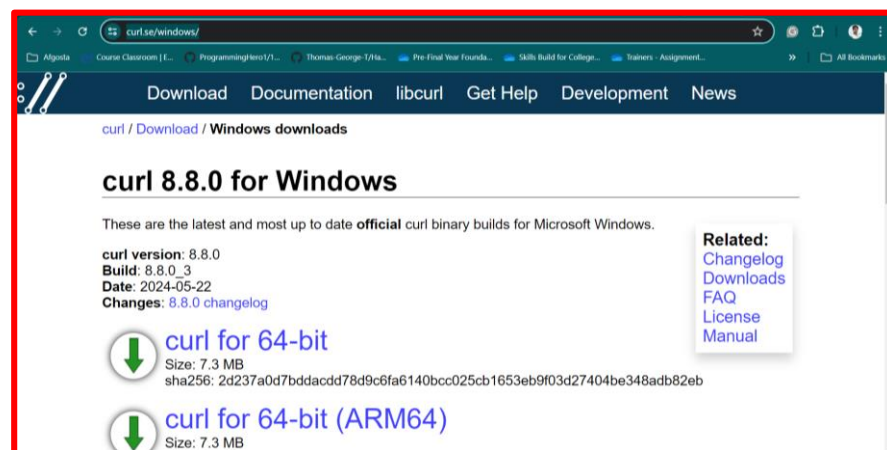 curl.se/windows/
Algosta Course Classroom | E... ProgrammingHero1/1... Thomas-George-T/Ha... Pre-Final Year Founda... Skills Build for College... Trainers - Assignment... » All Bookmarks
Download Documentation libcurl Get Help Development News
curl / Download / Windows downloads
curl 8.8.0 for Windows
These are the latest and most up to date official curl binary builds for Microsoft Windows.
curl version: 8.8.0
Build: 8.8.0_3
Date: 2024-05-22
Changes: 8.8.0 changelog
Related:
Changelog
Downloads
FAQ
License
Manual
curl for 64-bit
Size: 7.3 MB
sha256: 2d237a0d7bddacdd78d9c6fa6140bcc025cb1653eb9f03d27404be348adb82eb
curl for 64-bit (ARM64)
Size: 7.3 MB